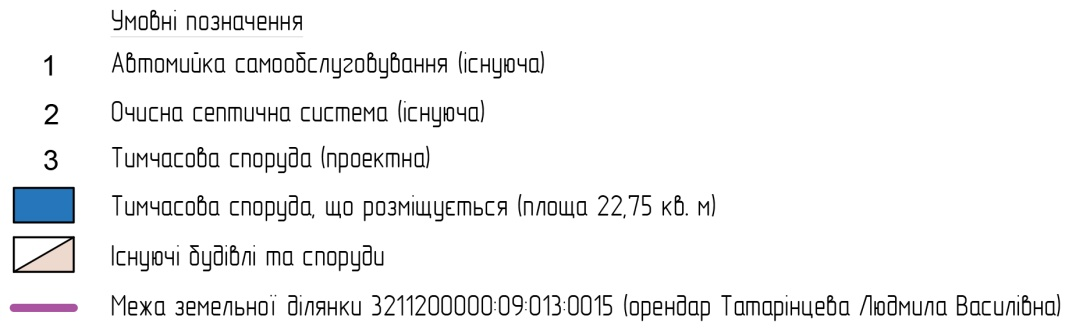 Умовні позначення
1 Автомийка самообслуговування (існуюча)
2 Очисна септична система (існуюча)
3 Тимчасова споруда (проектна)
Тимчасова споруда, що розміщується (площа 22,75 кв. м)
Існуючі будівлі та споруди
Межа земельної ділянки 3211200000:09:013:0015 (орендар Татарінцева Людмила Василівна)